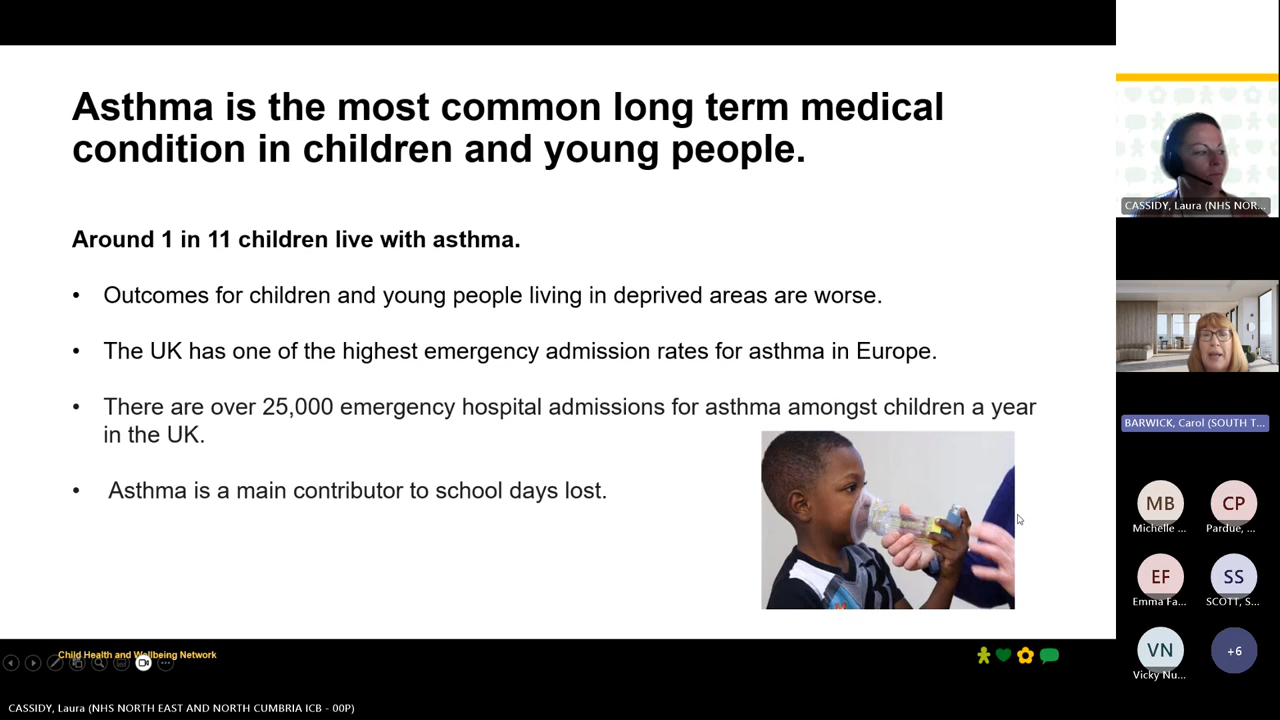 Asthma is the most common long term medical
condition in children and young people.
Around 1 in 11 children live with asthma.
• Outcomes for children and young people living in deprived areas are worse.
• The UK has one of the highest emergency admission rates for asthma in Europe.
• There are over 25,000 emergency hospital admissions for asthma amongst children a year
in the UK.
• Asthma is a main contributor to school days lost.
Child Health and Wellbeing Network
CASSIDY, Laura (NHS NORTH EAST AND NORTH CUMBRIA ICB - 00P)
CASSIDY, Laura (NHS NOR...
BARWICK, Carol (SOUTH T...
MB
Michelle ...
CP
Pardue, ...
EF
Emma Fa...
SS
SCOTT, S...
VN
Vicky Nu...
+6